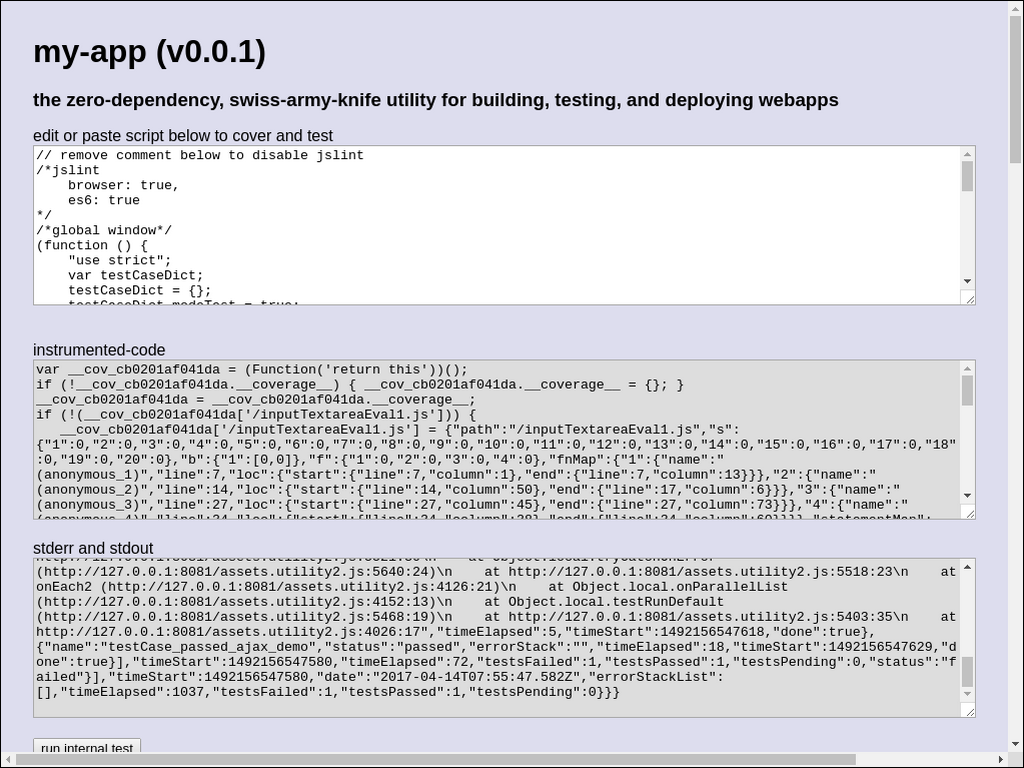 my-app (v0.0.1)
the zero-dependency, swiss-army-knife utility for building, testing, and deploying webapps
edit or paste script below to cover and test
// remove comment below to disable jslint
/*jslint
    browser: true,
    es6: true
*/
/*global window*/
(function () {
    "use strict";
    var testCaseDict;
    testCaseDict = {};
    testCaseDict.modeTest = true;
instrumented-code
var __cov_cb0201af041da = (Function('return this'))();
if (!__cov_cb0201af041da.__coverage__) { __cov_cb0201af041da.__coverage__ = {}; }
__cov_cb0201af041da = __cov_cb0201af041da.__coverage__;
if (!(__cov_cb0201af041da['/inputTextareaEval1.js'])) {
   __cov_cb0201af041da['/inputTextareaEval1.js'] = {"path":"/inputTextareaEval1.js","s":
{"1":0,"2":0,"3":0,"4":0,"5":0,"6":0,"7":0,"8":0,"9":0,"10":0,"11":0,"12":0,"13":0,"14":0,"15":0,"16":0,"17":0,"18"
:0,"19":0,"20":0},"b":{"1":[0,0]},"f":{"1":0,"2":0,"3":0,"4":0},"fnMap":{"1":{"name":"
(anonymous_1)","line":7,"loc":{"start":{"line":7,"column":1},"end":{"line":7,"column":13}}},"2":{"name":"
(anonymous_2)","line":14,"loc":{"start":{"line":14,"column":50},"end":{"line":17,"column":6}}},"3":{"name":"
(anonymous_3)","line":27,"loc":{"start":{"line":27,"column":45},"end":{"line":27,"column":73}}},"4":{"name":"
stderr and stdout
(http://127.0.0.1:8081/assets.utility2.js:5640:24)\n    at http://127.0.0.1:8081/assets.utility2.js:5518:23\n    at
onEach2 (http://127.0.0.1:8081/assets.utility2.js:4126:21)\n    at Object.local.onParallelList
(http://127.0.0.1:8081/assets.utility2.js:4152:13)\n    at Object.local.testRunDefault
(http://127.0.0.1:8081/assets.utility2.js:5468:19)\n    at http://127.0.0.1:8081/assets.utility2.js:5403:35\n    at
http://127.0.0.1:8081/assets.utility2.js:4026:17","timeElapsed":5,"timeStart":1492156547618,"done":true},
{"name":"testCase_passed_ajax_demo","status":"passed","errorStack":"","timeElapsed":18,"timeStart":1492156547629,"d
one":true}],"timeStart":1492156547580,"timeElapsed":72,"testsFailed":1,"testsPassed":1,"testsPending":0,"status":"f
ailed"}],"timeStart":1492156547580,"date":"2017-04-14T07:55:47.582Z","errorStackList":
[],"timeElapsed":1037,"testsFailed":1,"testsPassed":1,"testsPending":0}}}
run internal test